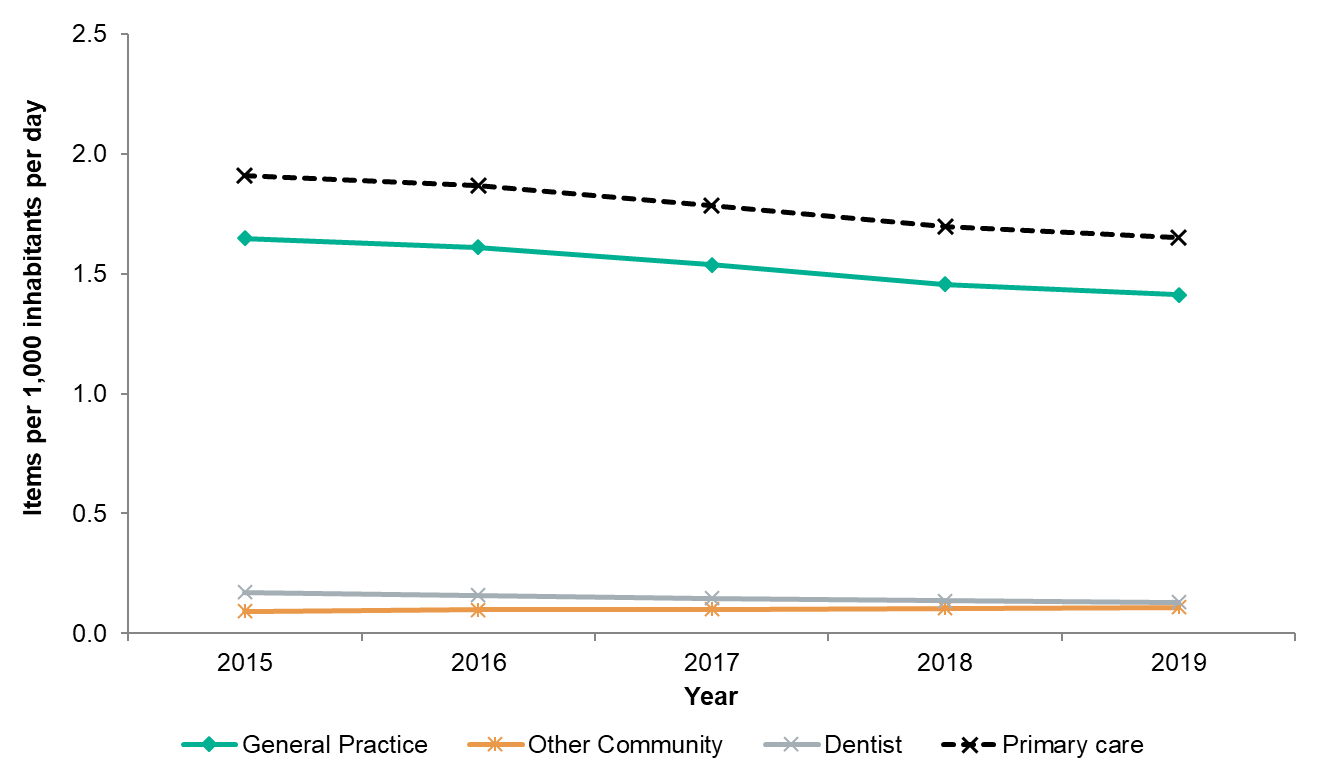 Items per 1,000 inhabitants per day
2.5
2.0
1.5
1.0
0.5
0.0
2015 2016 2017 2018 2019
Year
General Practice Other Community Dentist Primary care